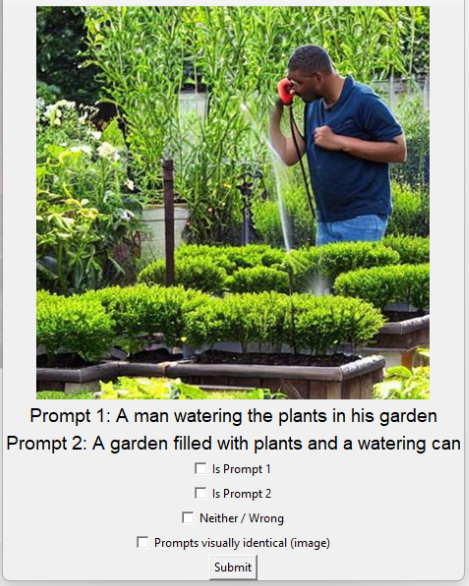 Prompt 1: A man watering the plants in his garden
Prompt 2: A garden filled with plants and a watering can
Is Prompt 1
Is Prompt 2
Neither / Wrong
Prompts visually identical (image)
Submit